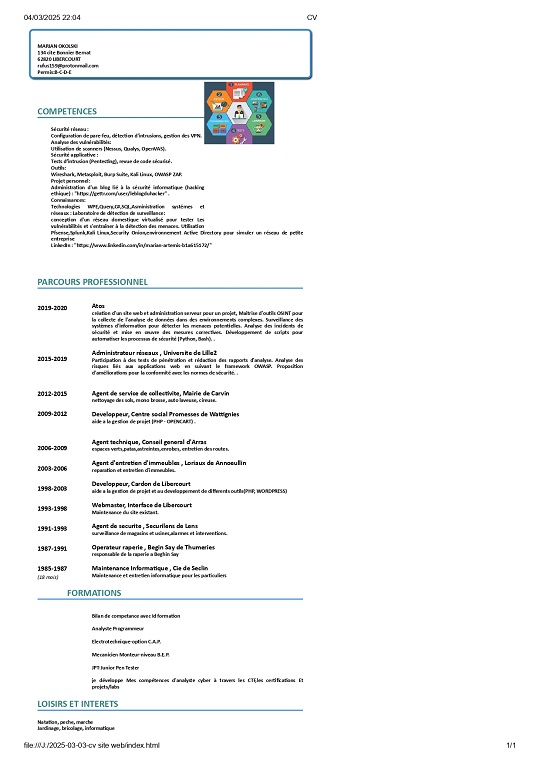 04/03/2025 22:04
CV
MARIAN OKOLSKI
134 cite Bonnier Bernat
62820 LIBERCOURT
rufus159@protonmail.com
Permis:B-C-D-E
COMPETENCES
Sécurité réseau :
Configuration de pare-feu, détection d'intrusions, gestion des VPN.
Analyse des vulnérabilités:
Utilisation de scanners (Nessus, Qualys, OpenVAS).
Sécurité applicative :
Tests d'intrusion (Pentesting), revue de code sécurisé.
Outils:
Wireshark, Metasploit, Burp Suite, Kali Linux, OWASP ZAP.
Projet personnel:
Administration d'un blog lié à la sécurité informatique (hacking
ethique) : "https://gettr.com/user/leblogduhacker" .
Connaissances:
Technologies WPE,Query,C#,SQL,Asministration systèmes et
réseaux : Laboratoire de détection de surveillance:
conception d'un réseau domestique virtualisé pour tester Les
vulnérabilités et s'entrainer à la détection des menaces. Utilisation
Pfsense,Splunk,Kali Linux,Security Onion,environnement Active Directory pour simuler un réseau de petite
entreprise
LinkedIn : "https://www.linkedin.com/in/marian-artemis-b1a615172/"
PARCOURS PROFESSIONNEL
2019-2020
Atos
création d'un site web et administration serveur pour un projet, Maitrise d'outils OSINT pour
la collecte de l'analyse de données dans des environnements complexes. Surveillance des
systèmes d'information pour détecter les menaces potentielles. Analyse des incidents de
sécurité et mise en œuvre des mesures correctives. Développement de scripts pour
automatiser les processus de sécurité (Python, Bash). .
2015-2019
Administrateur réseaux , Universite de Lille2
Participation à des tests de pénétration et rédaction des rapports d'analyse. Analyse des
risques liés aux applications web en suivant le framework OWASP. Proposition
d'améliorations pour la conformité avec les normes de sécurité. .
2012-2015
Agent de service de collectivite, Mairie de Carvin
nettoyage des sols, mono brosse, auto laveuse, cireuse.
2009-2012
Developpeur, Centre social Promesses de Wattignies
aide a la gestion de projet (PHP - OPENCART) .
2006-2009
Agent technique, Conseil general d'Arras
espaces verts,patas,astreintes,enrobes, entretien des routes.
2003-2006
Agent d'entretien d'immeubles , Loriaux de Annoeullin
reparation et entretien d'immeubles.
1998-2003
Developpeur, Cardon de Libercourt
aide a la gestion de projet et au developpement de differents outils(PHP, WORDPRESS)
1993-1998
Webmaster, Interface de Libercourt
Maintenance du site existant.
1991-1993
Agent de securite , Securilens de Lens
surveillance de magasins et usines,alarmes et interventions.
1987-1991
Operateur raperie , Begin Say de Thumeries
responsable de la raperie a Beghin Say
1985-1987
(18 mois)
Maintenance Informatique , Cie de Seclin
Maintenance et entretien informatique pour les particuliers
FORMATIONS
Bilan de competance avec id formation
Analyste Programmeur
Electrotechnique-option C.A.P.
Mecanicien Monteur-niveau B.E.P.
JPT-Junior Pen Tester
je développe Mes compétences d'analyste cyber à travers les CTF,les certifications Et
projets/labs
LOISIRS ET INTERETS
Natation, peche, marche
Jardinage, bricolage, informatique
file:///J:/2025-03-03-cv site web/index.html
1/1